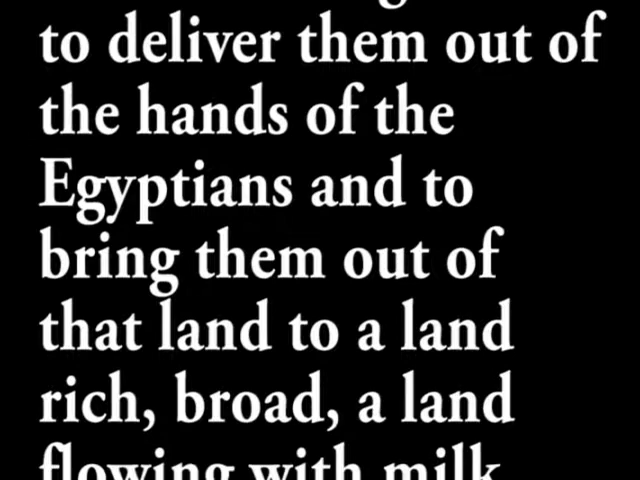 to deliver them out of
the hands of the
Egyptians and to
bring them out of
that land to a land
rich, broad, a land
flowing with milk